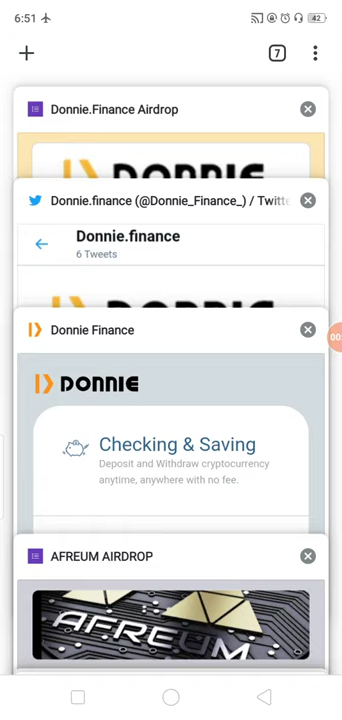 6:51
42
7
Donnie.Finance Airdrop
DONNIE
Donnie.finance (@Donnie_Finance_) / Twitte
Donnie.finance
6 Tweets
Donnie Finance
DONNIE
Checking & Saving
Deposit and Withdraw cryptocurrency
anytime, anywhere with no fee.
AFREUM AIRDROP
AFREUM